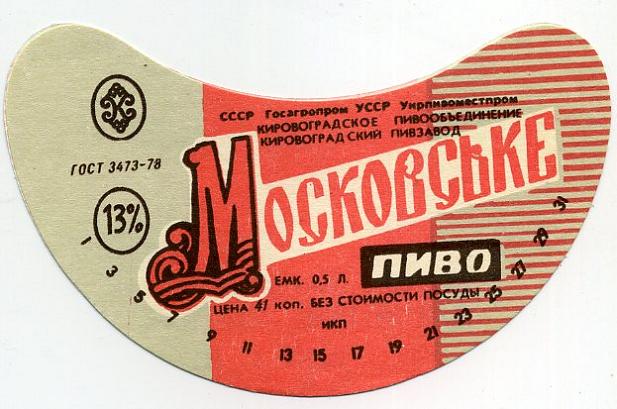 СССР Госагропром УССР Укрпивоместпром
КИРОВОГРАДСКОЕ ПИВООБЪЕДИНЕНИЕ
КИРОВОГРАДСКИЙ ПИВЗАВОД
ГОСТ 3473-78
13%
МОСКОВСЬКЕ
ПИВО
ЕМК. 0,5 Л.
ЦЕНА 41 КОП. БЕЗ СТОИМОСТИ ПОСУДЫ
ИКП
1 3 5 7 9 11 13 15 17 19 21 23 25 27 29 31